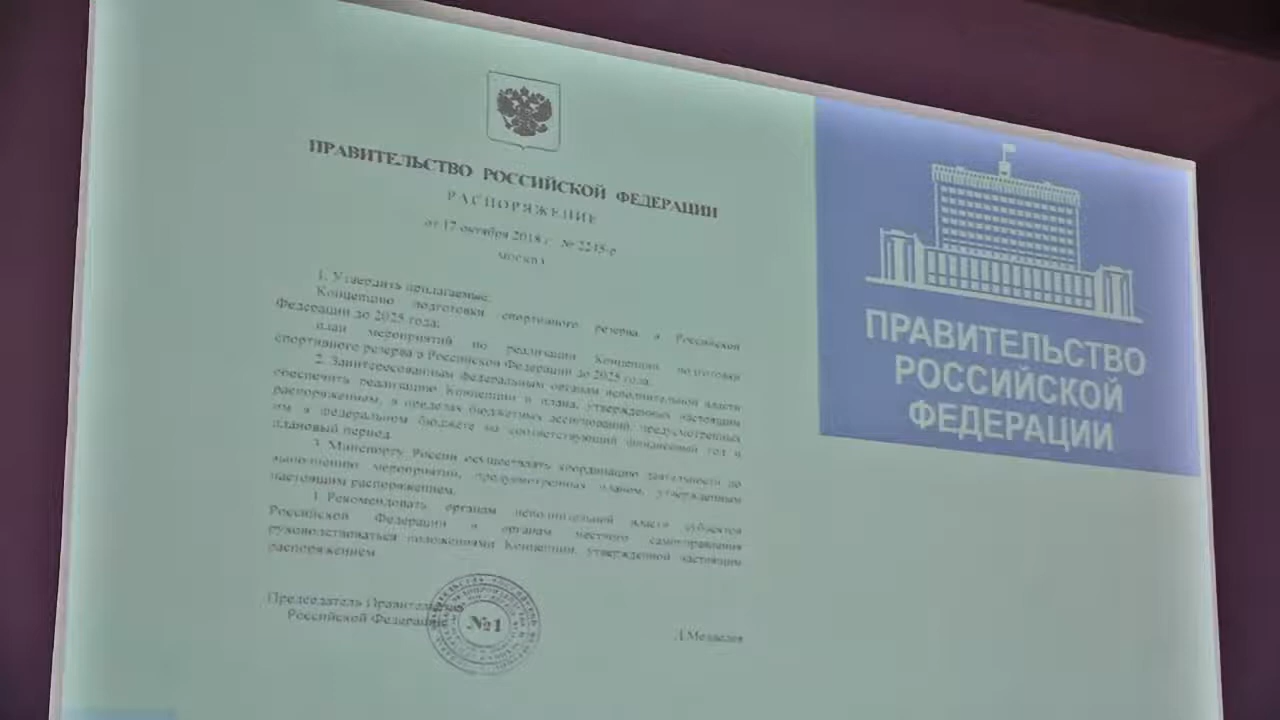 ПРАВИТЕЛЬСТВО РОССИЙСКОЙ ФЕДЕРАЦИИ
РАСПОРЯЖЕНИЕ
от 17 октября 2018 г. № 2245-р
МОСКВА
1. Утвердить прилагаемые:
Концепцию подготовки спортивного резерва в Российской
Федерации до 2025 года;
план мероприятий по реализации Концепции подготовки
спортивного резерва в Российской Федерации до 2025 года.
2. Заинтересованным федеральным органам исполнительной власти
обеспечить реализацию Концепции и плана, утвержденных настоящим
распоряжением, в пределах бюджетных ассигнований, предусмотренных
им в федеральном бюджете на соответствующий финансовый год и
плановый период.
3. Минспорту России осуществлять координацию деятельности по
выполнению мероприятий, предусмотренных планом, утвержденным
настоящим распоряжением.
4. Рекомендовать органам исполнительной власти субъектов
Российской Федерации и органам местного самоуправления
руководствоваться положениями Концепции, утвержденной настоящим
распоряжением.
Председатель Правительства
Российской Федерации
№1
Д.Медведев
ПРАВИТЕЛЬСТВО
РОССИЙСКОЙ
ФЕДЕРАЦИИ